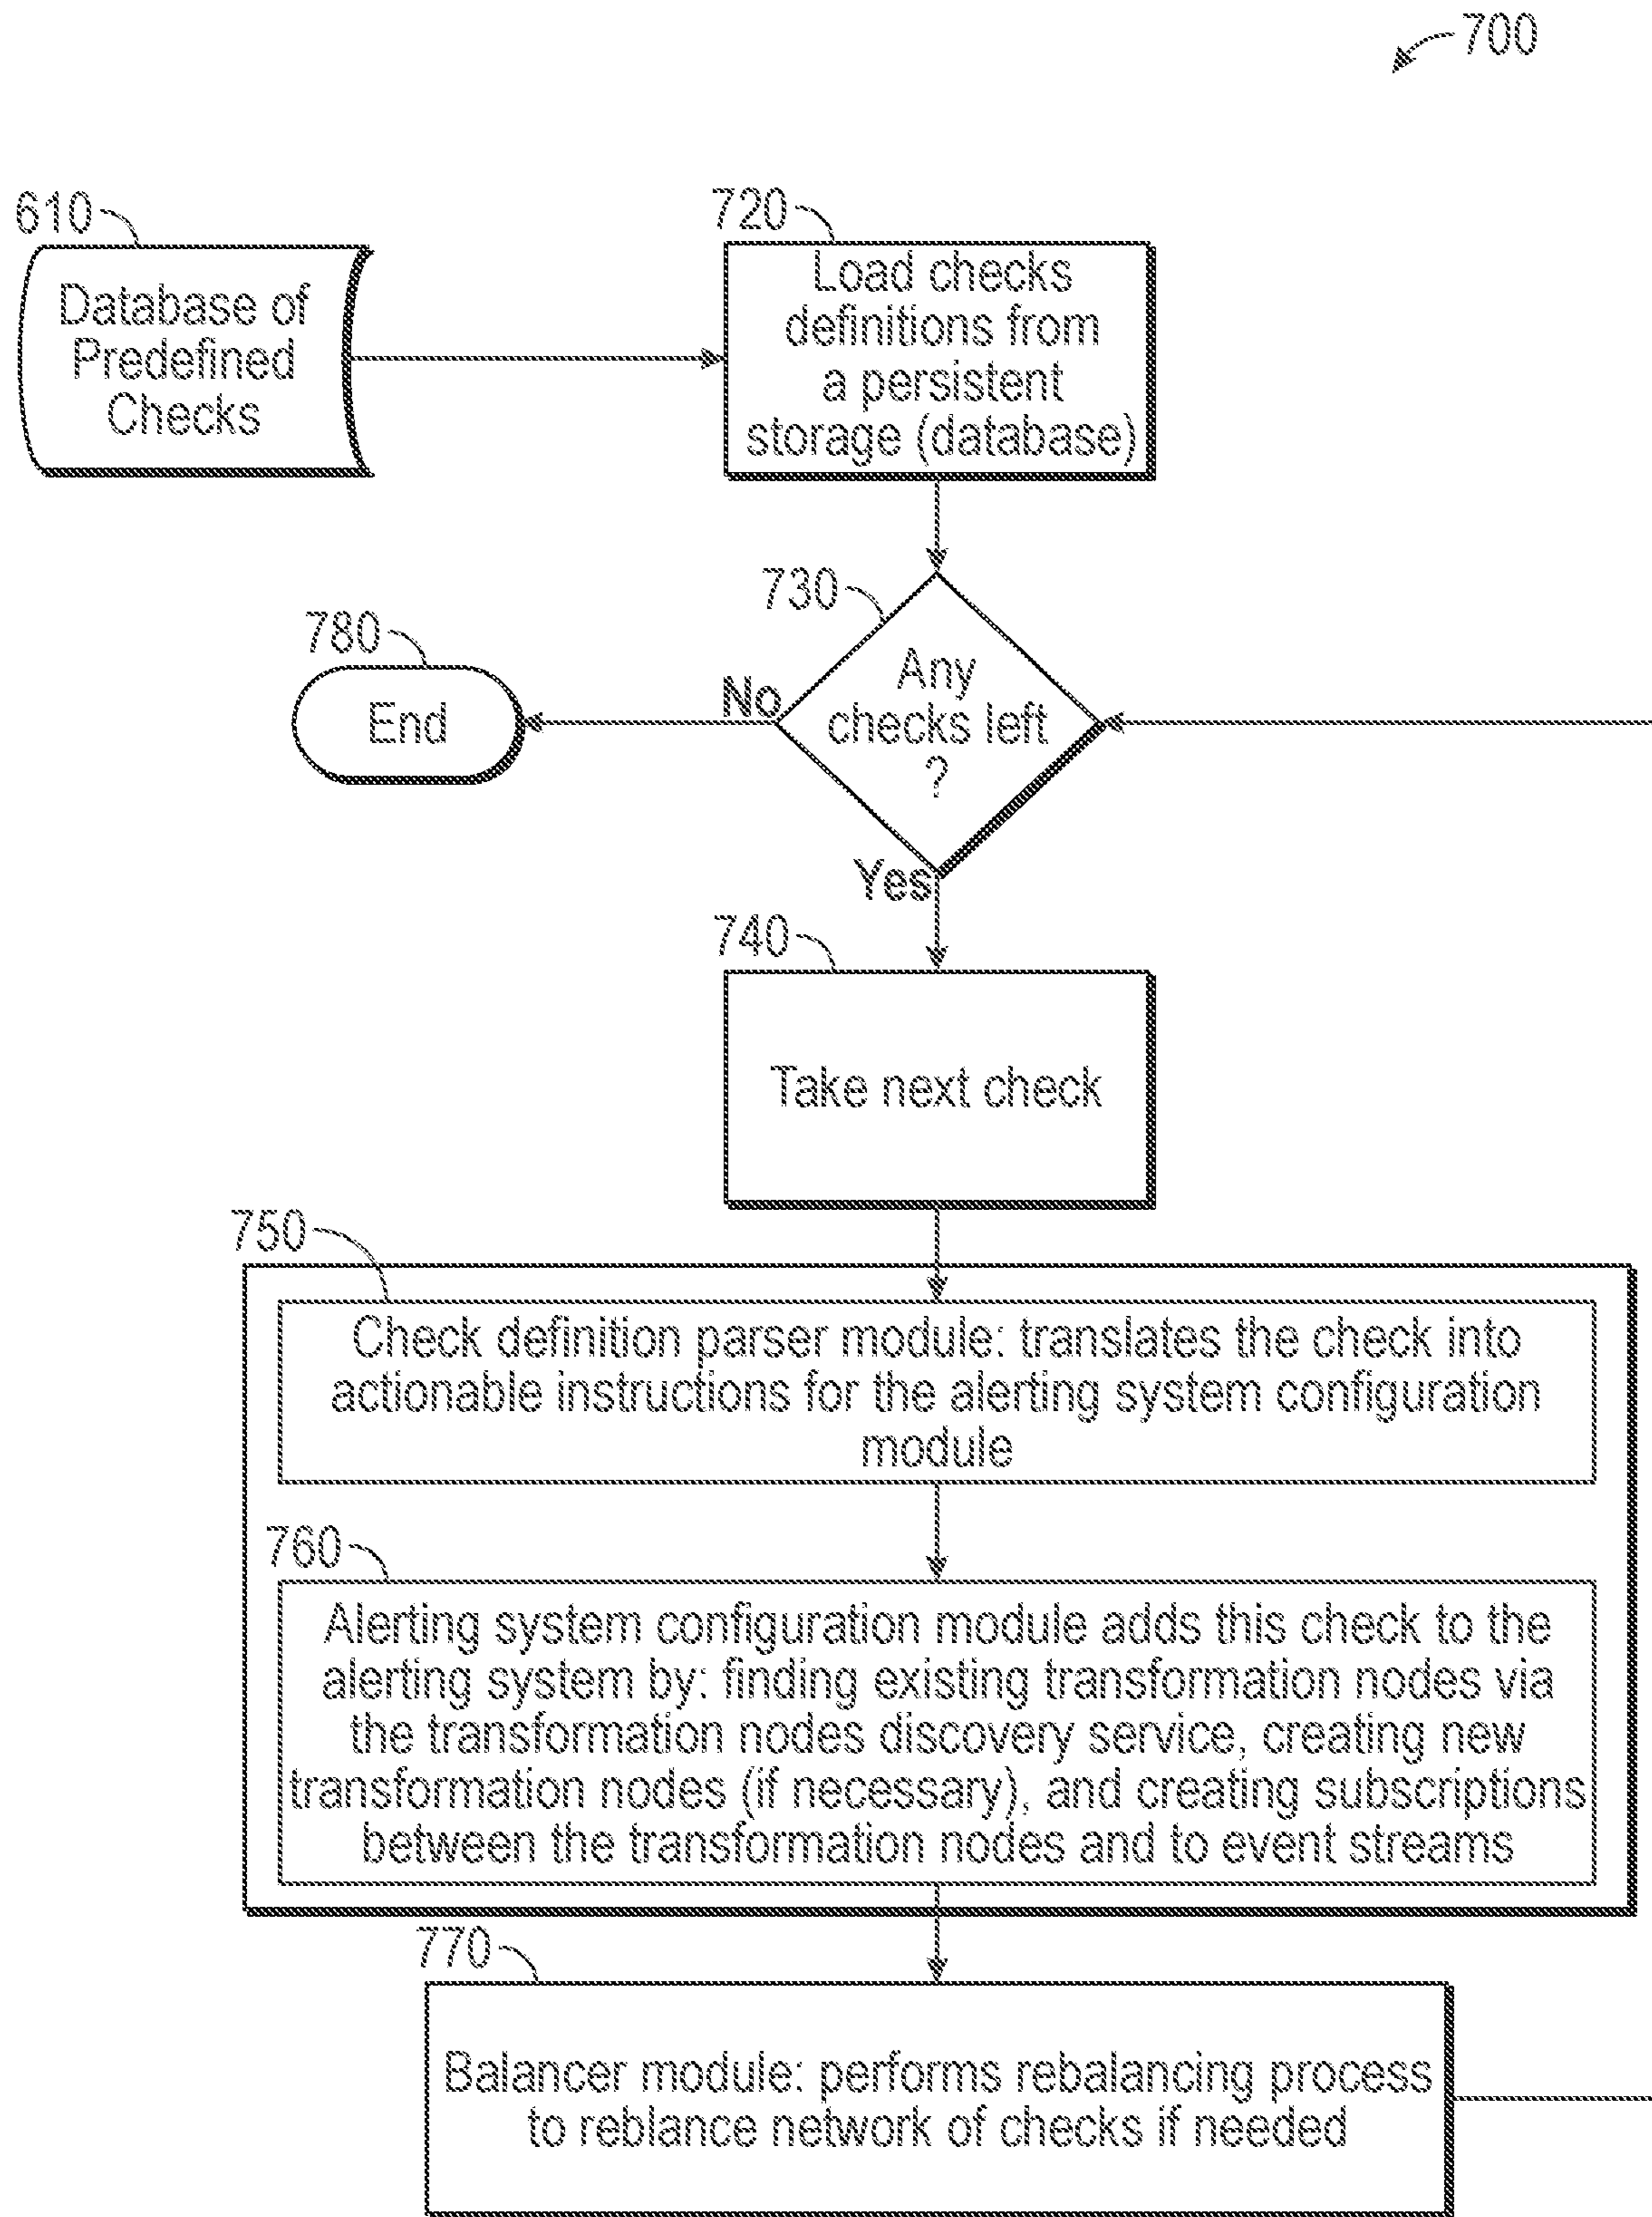 700
610
Database of
Predefined
Checks
720
Load checks
definitions from
a persistent
storage (database)
730
Any
checks left
?
No
780
End
Yes
740
Take next check
750
Check definition parser module: translates the check into
actionable instructions for the alerting system configuration
module
760
Alerting system configuration module adds this check to the
alerting system by: finding existing transformation nodes via
the transformation nodes discovery service, creating new
transformation nodes (if necessary), and creating subscriptions
between the transformation nodes and to event streams
770
Balancer module: performs rebalancing process
to reblance network of checks if needed